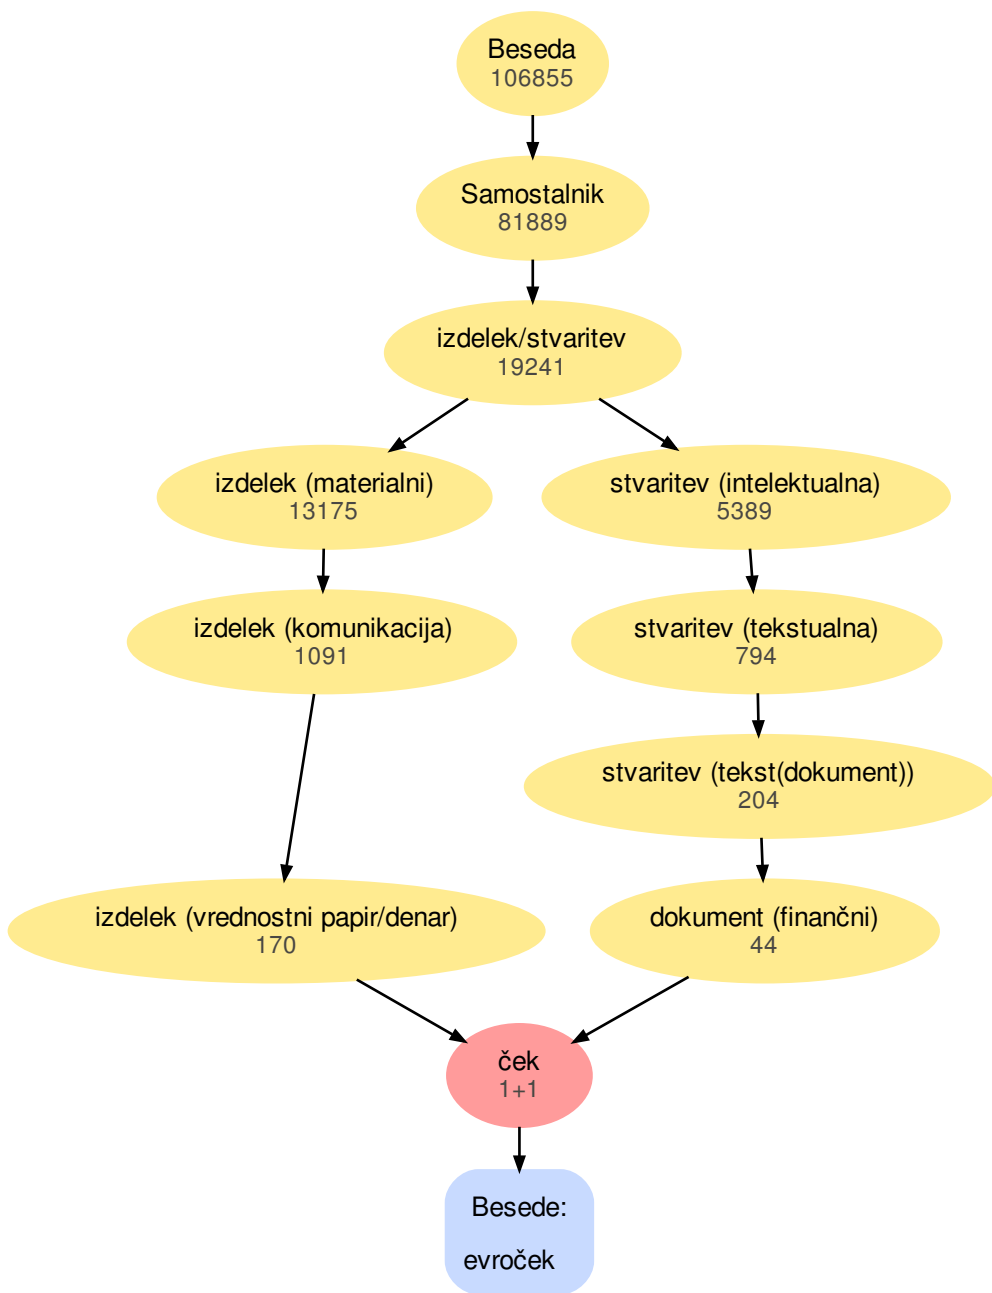 Beseda
106855
Samostalnik
81889
izdelek/stvaritev
19241
izdelek (materialni)
13175
stvaritev (intelektualna)
5389
izdelek (komunikacija)
1091
stvaritev (tekstualna)
794
stvaritev (tekst(dokument))
204
izdelek (vrednostni papir/denar)
170
dokument (finančni)
44
ček
1+1
Besede:
evroček